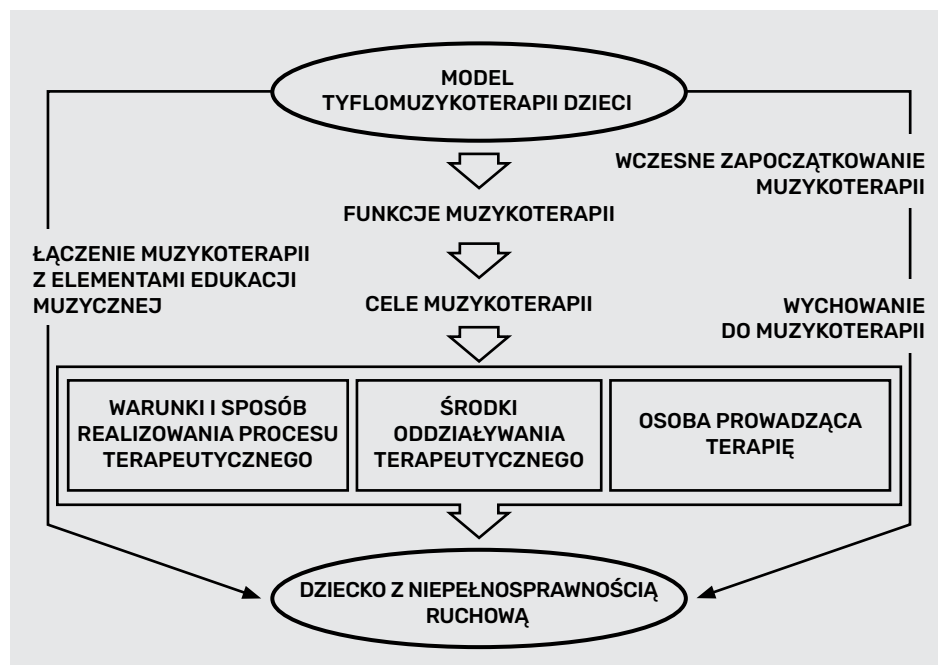 MODEL
TYFLOMUZYKOTERAPII DZIECI
WCZESNE ZAPOCZĄTKOWANIE
MUZYKOTERAPII
FUNKCJE MUZYKOTERAPII
ŁĄCZENIE MUZYKOTERAPII
Z ELEMENTAMI EDUKACJI
MUZYCZNEJ
CELE MUZYKOTERAPII
WYCHOWANIE
DO MUZYKOTERAPII
WARUNKI I SPOSÓB
REALIZOWANIA PROCESU
TERAPEUTYCZNEGO
ŚRODKI
ODDZIAŁYWANIA
TERAPEUTYCZNEGO
OSOBA PROWADZĄCA
TERAPIĘ
DZIECKO Z NIEPEŁNOSPRAWNOŚCIĄ
RUCHOWĄ